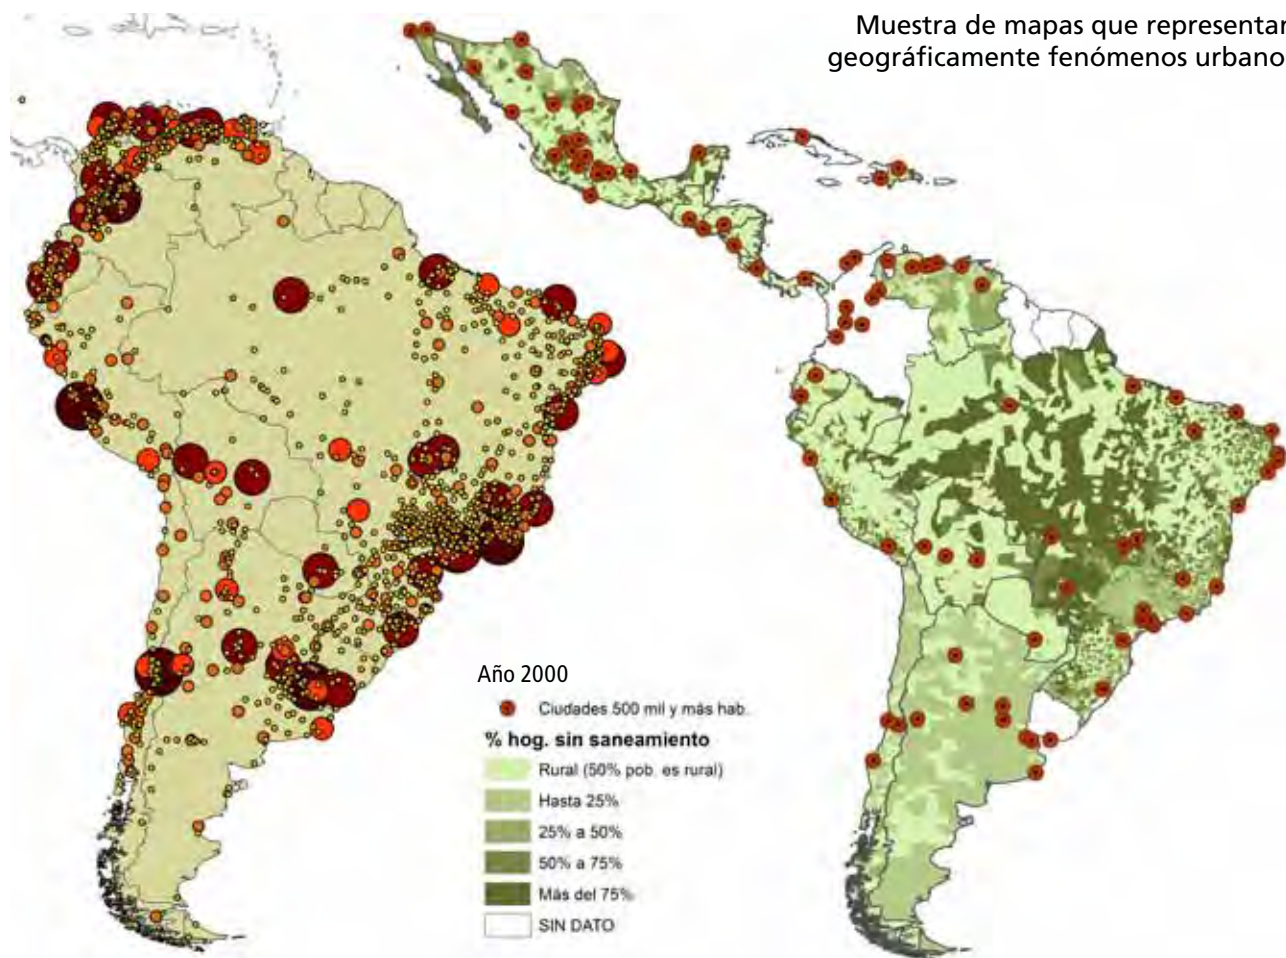 Muestra de mapas que representan
geográficamente fenómenos urbano
Año 2000
Ciudades 500 mil y más hab.
% hog. sin saneamiento
Rural (50% pob. es rural)
Hasta 25%
25% a 50%
50% a 75%
Más del 75%
SIN DATO